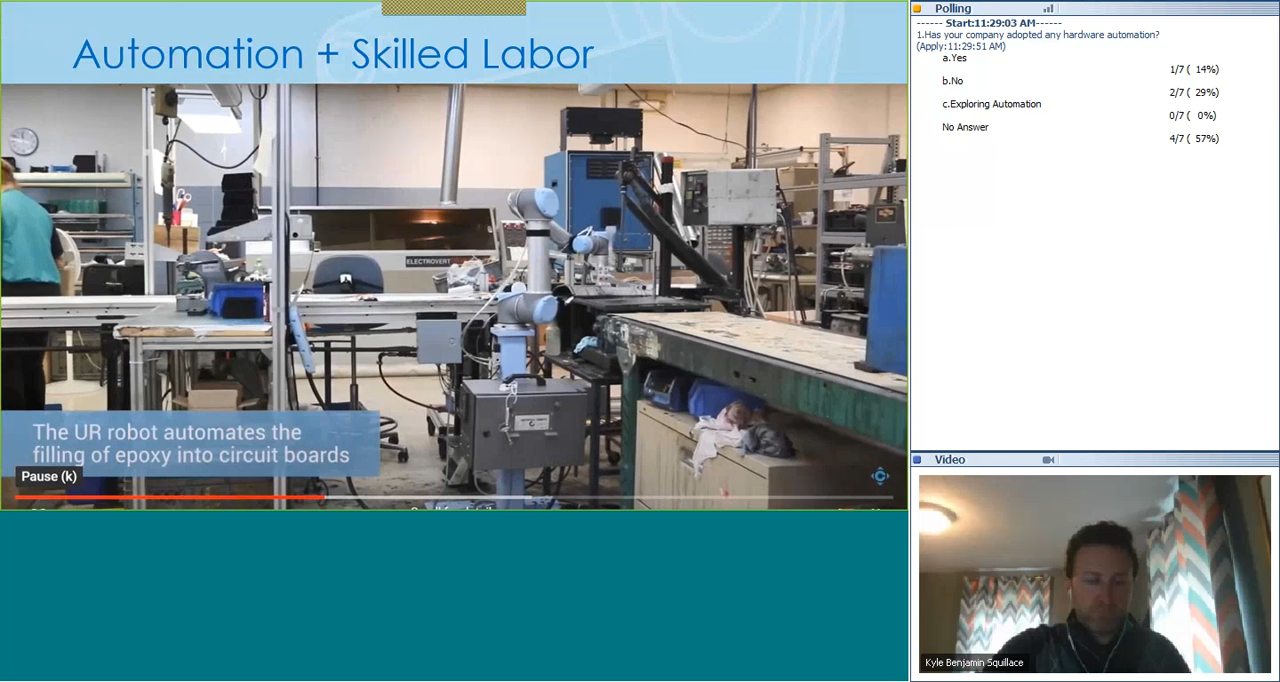 Automation + Skilled Labor
ELECTROVERT
The UR robot automates the
filling of epoxy into circuit boards
Pause (k)
Polling
------ Start:11:29:03 AM------
1.Has your company adopted any hardware automation?
(Apply:11:29:51 AM)
a.Yes
1/7 ( 14%)
b.No
2/7 ( 29%)
c.Exploring Automation
0/7 ( 0%)
No Answer
4/7 ( 57%)
Video
Kyle Benjamin Squillace